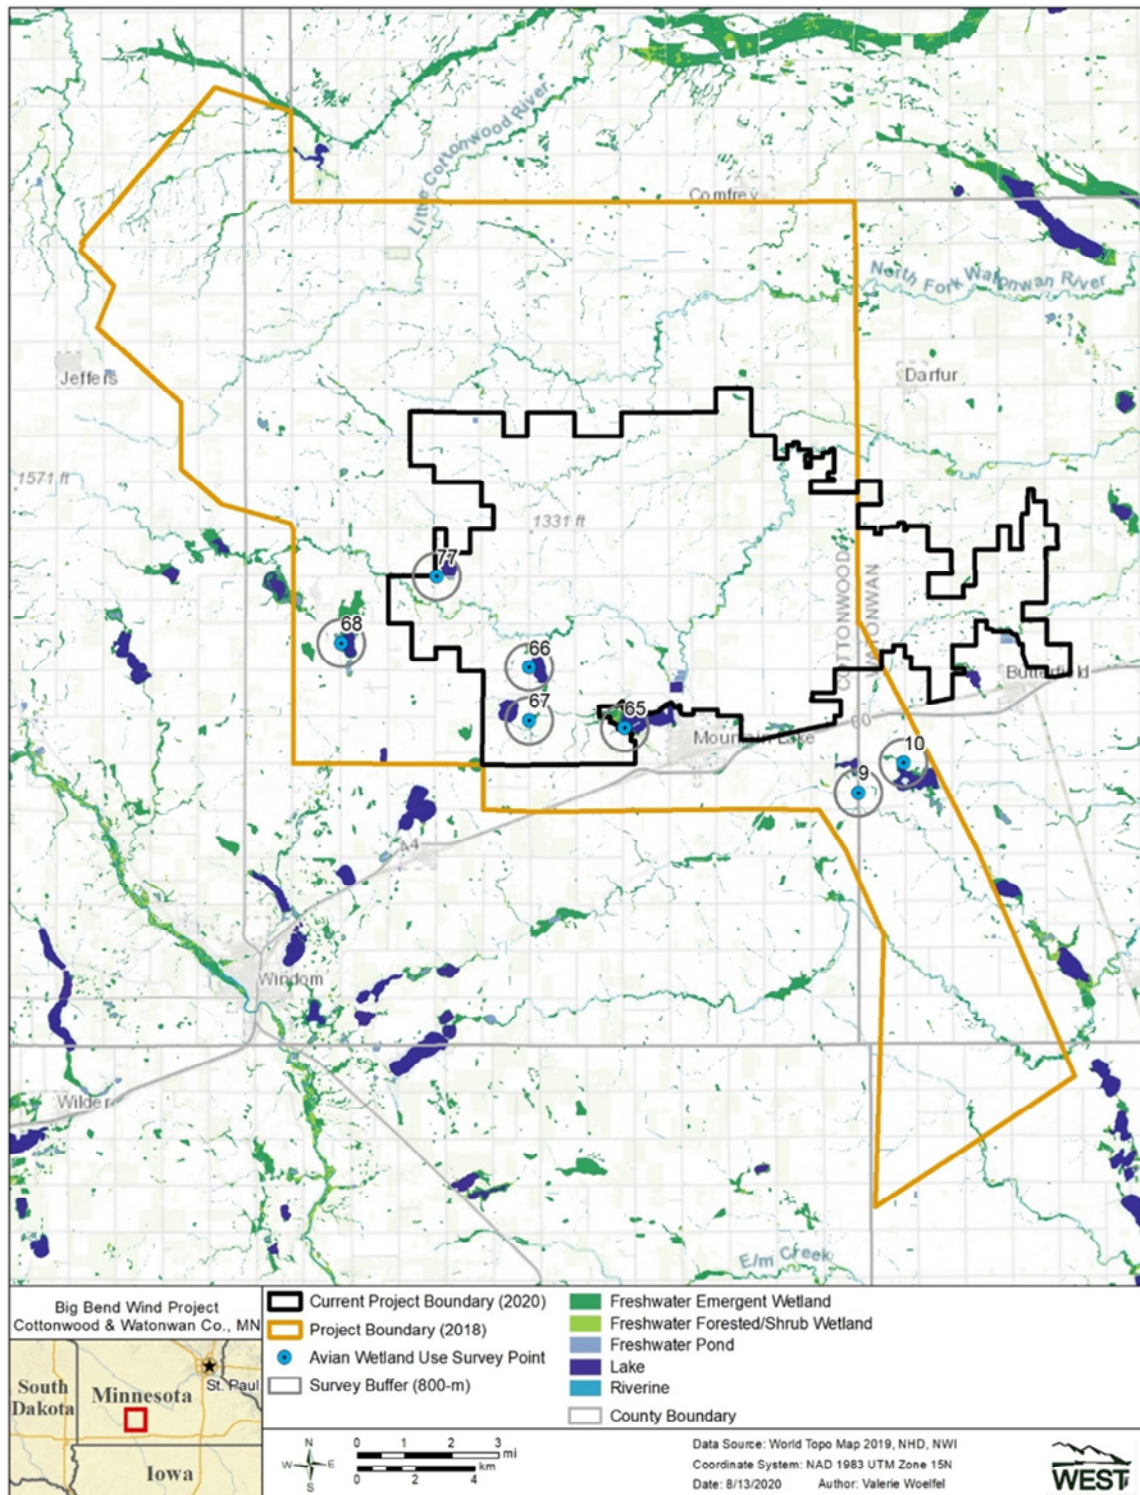 Little Cottonwood River
Comfrey
North Fork Watonwan River
Jeffers
Darfur
1571 ft
1331 ft
77
COTTONWOOD
WATONWAN
68
66
67
65
Butterfield
60
Mountain Lake
10
9
44
Windom
Wilder
Elm Creek
Big Bend Wind Project
Cottonwood & Watonwan Co., MN
Current Project Boundary (2020)
Project Boundary (2018)
Avian Wetland Use Survey Point
Survey Buffer (800-m)
Freshwater Emergent Wetland
Freshwater Forested/Shrub Wetland
Freshwater Pond
Lake
Riverine
County Boundary
St. Paul
South
Dakota
Minnesota
Iowa
N
W E
S
0 1 2 3
mi
km
0 2 4
Data Source: World Topo Map 2019, NHD, NWI
Coordinate System: NAD 1983 UTM Zone 15N
Date: 8/13/2020 Author: Valerie Woelfel
WEST